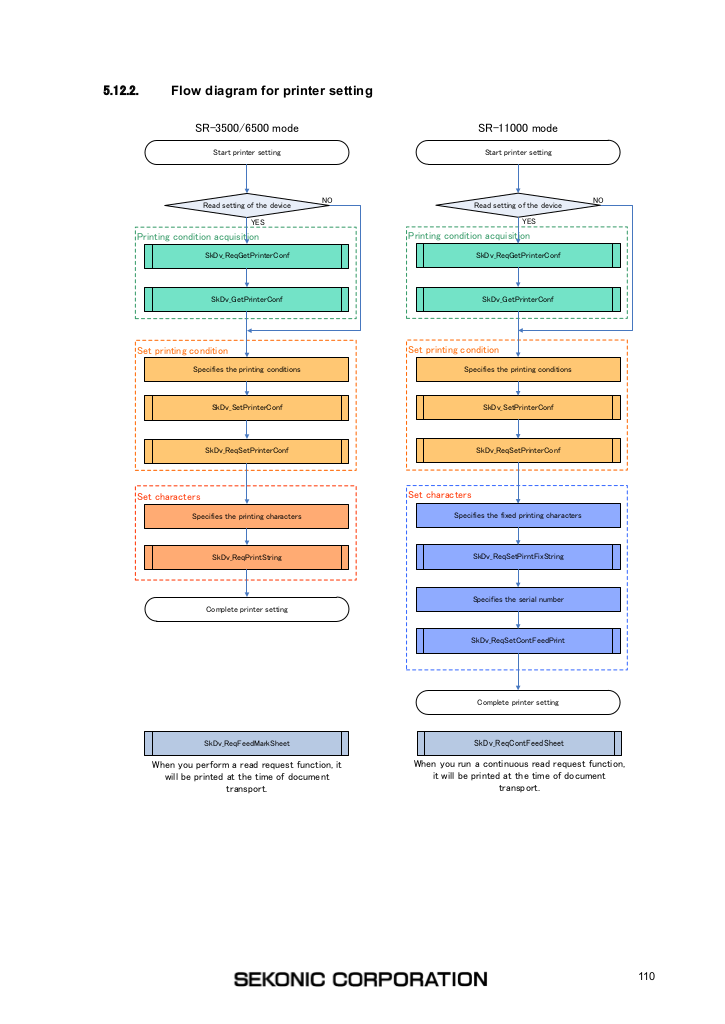 5.12.2. Flow diagram for printer setting
SR-3500/6500 mode
Start printer setting
Read setting of the device
NO
YES
Printing condition acquisition
SkDv_ReqGetPrinterConf
SkDv_GetPrinterConf
Set printing condition
Specifies the printing conditions
SkDv_SetPrinterConf
SkDv_ReqSetPrinterConf
Set characters
Specifies the printing characters
SkDv_ReqPrintString
Complete printer setting
SkDv_ReqFeedMarkSheet
When you perform a read request function, it
will be printed at the time of document
transport.
SR-11000 mode
Start printer setting
Read setting of the device
NO
YES
Printing condition acquisition
SkDv_ReqGetPrinterConf
SkDv_GetPrinterConf
Set printing condition
Specifies the printing conditions
SkDv_SetPrinterConf
SkDv_ReqSetPrinterConf
Set characters
Specifies the fixed printing characters
SkDv_ReqSetPirntFixString
Specifies the serial number
SkDv_ReqSetContFeedPrint
Complete printer setting
SkDv_ReqContFeedSheet
When you run a continuous read request function,
it will be printed at the time of document
transport.
SEKONIC CORPORATION
110